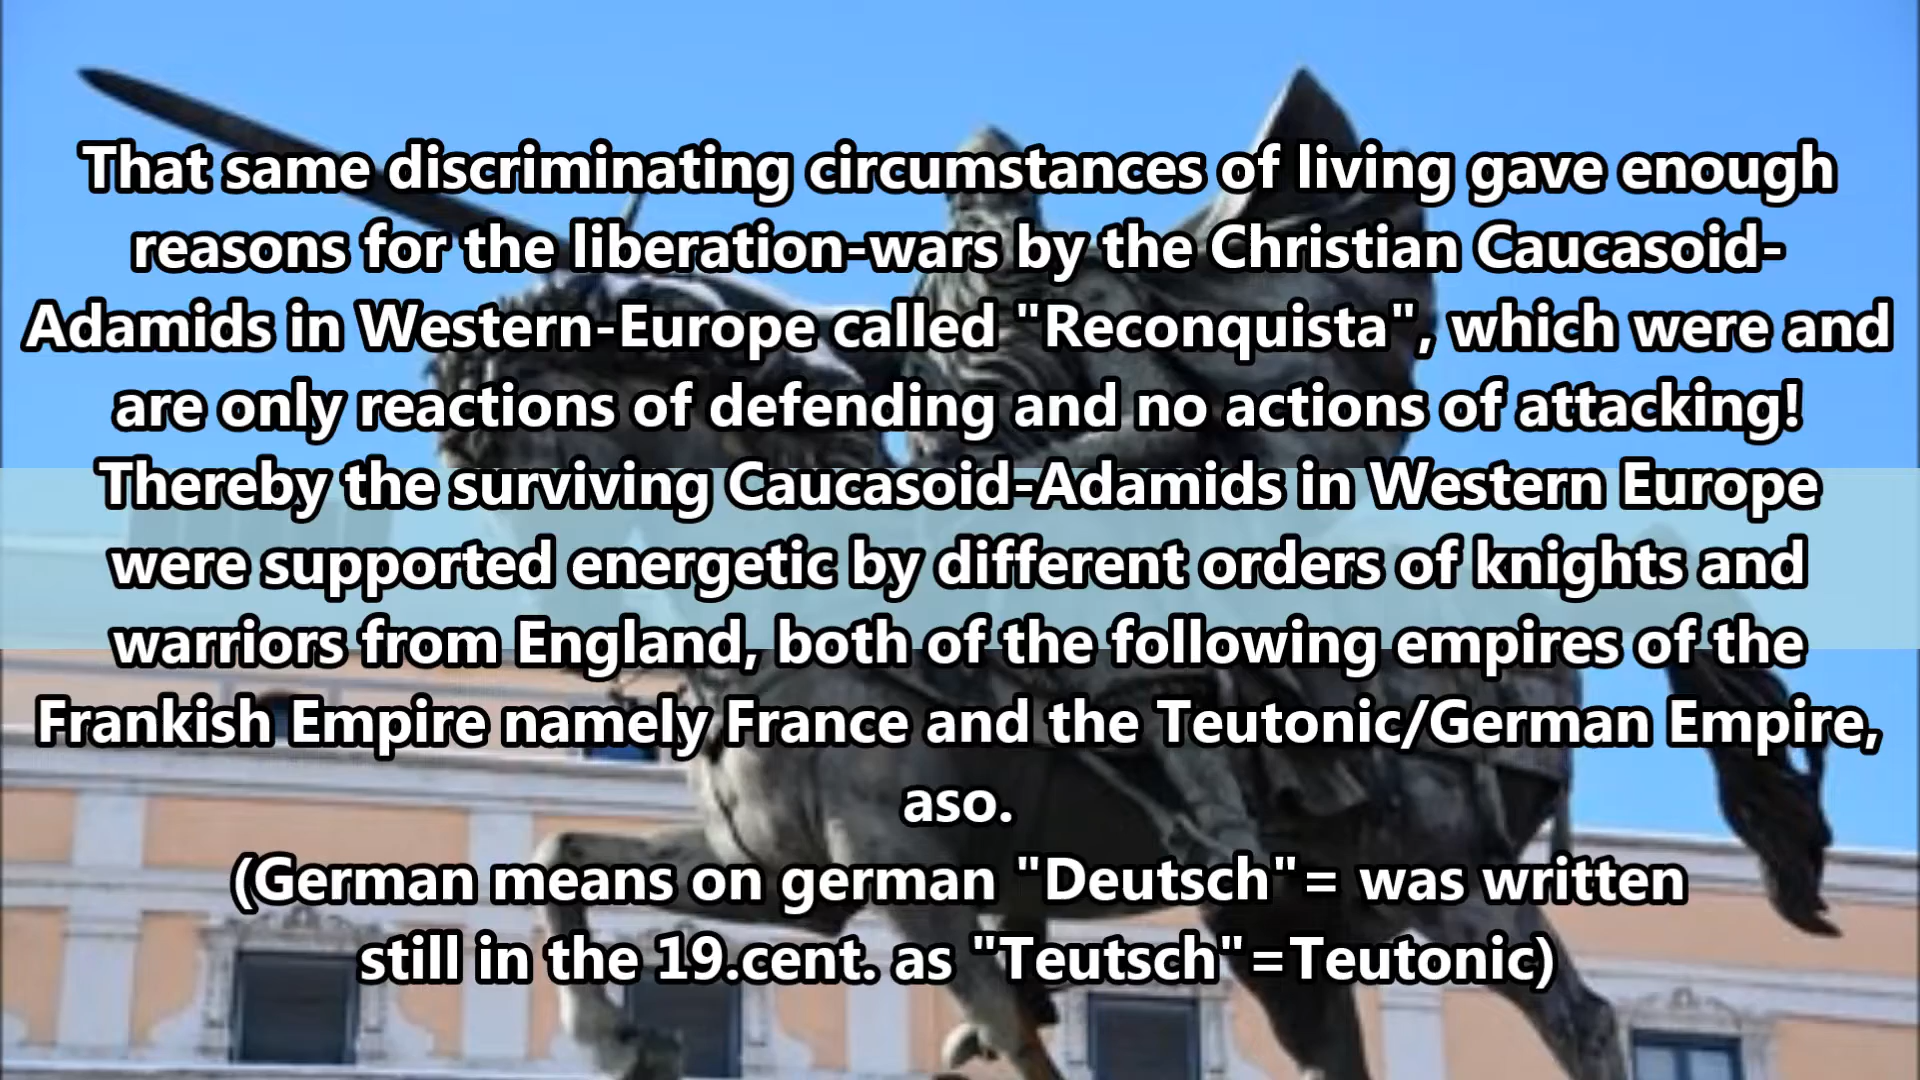 That same discriminating circumstances of living gave enough
reasons for the liberation-wars by the Christian Caucasoid-
Adamids in Western-Europe called "Reconquista", which were and
are only reactions of defending and no actions of attacking!
Thereby the surviving Caucasoid-Adamids in Western Europe
were supported energetic by different orders of knights and
warriors from England, both of the following empires of the
Frankish Empire namely France and the Teutonic/German Empire,
aso.
(German means on german "Deutsch"= was written
still in the 19.cent. as "Teutsch"=Teutonic)